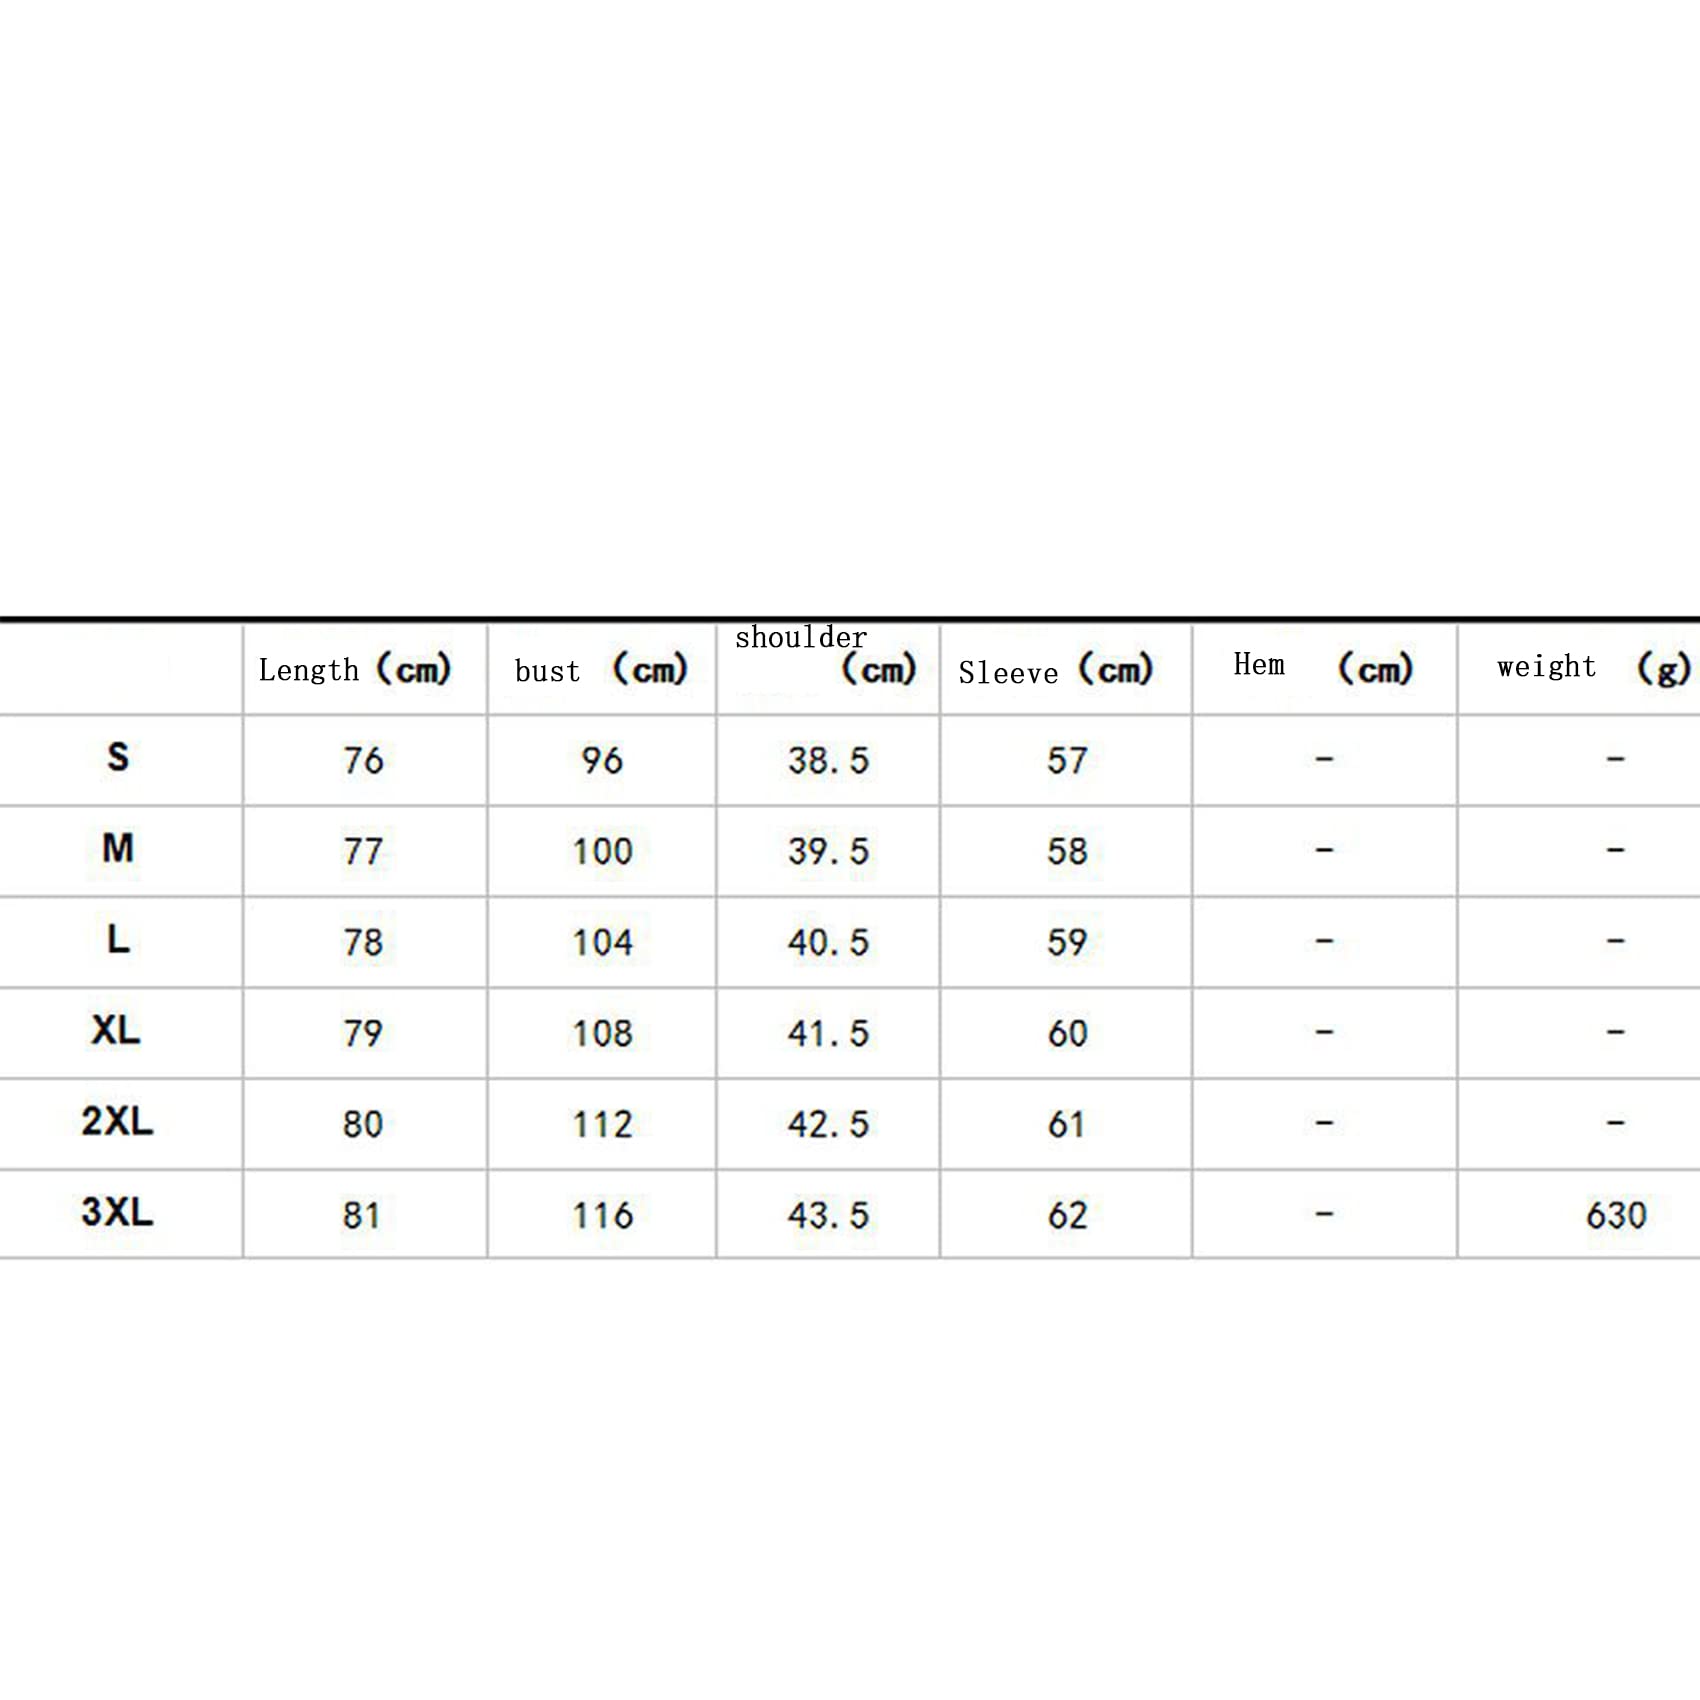 Length (cm) bust (cm) shoulder (cm) Sleeve (cm) Hem (cm) weight (g)
S 76 96 38.5 57 - -
M 77 100 39.5 58 - -
L 78 104 40.5 59 - -
XL 79 108 41.5 60 - -
2XL 80 112 42.5 61 - -
3XL 81 116 43.5 62 - 630